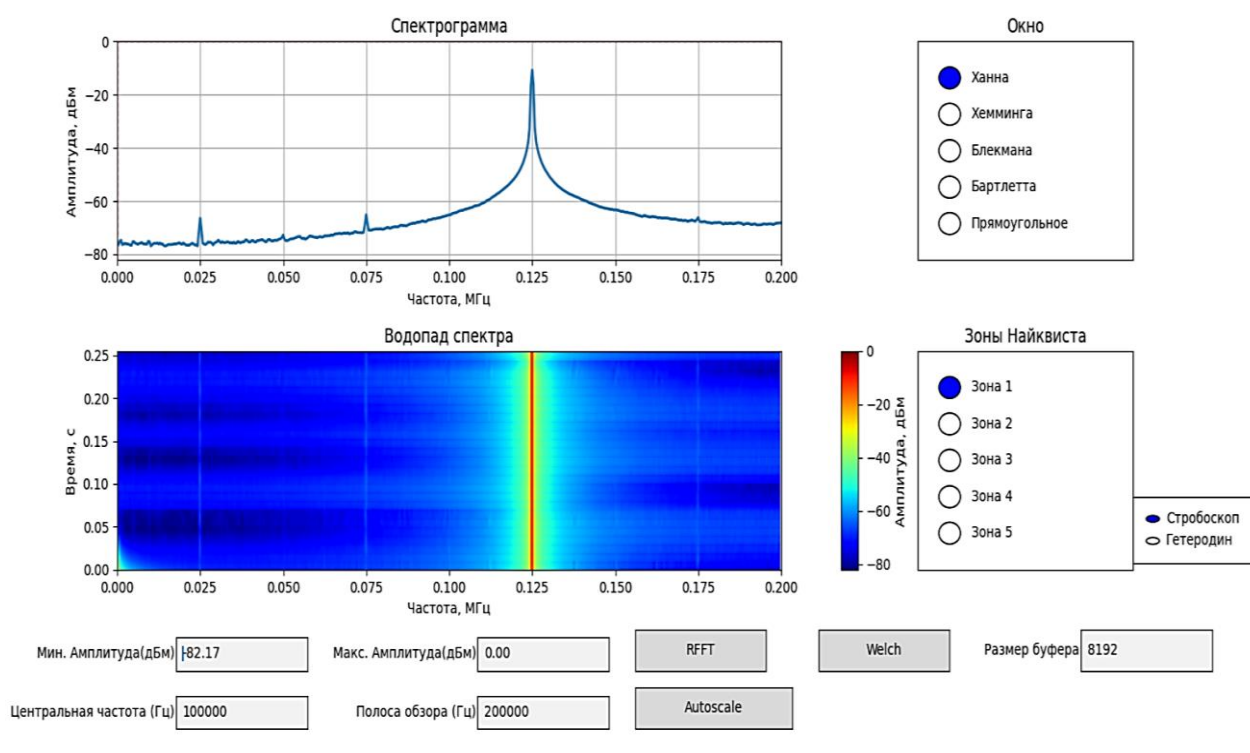 Спектрограмма
Амплитуда, дБм
0
−20
−40
−60
−80
0.000 0.025 0.050 0.075 0.100 0.125 0.150 0.175 0.200
Частота, МГц
Окно
Ханна
Хемминга
Блекмана
Бартлетта
Прямоугольное
Водопад спектра
Время, с
0.25
0.20
0.15
0.10
0.05
0.00
0.000 0.025 0.050 0.075 0.100 0.125 0.150 0.175 0.200
Частота, МГц
0
−20
−40
−60
−80
Амплитуда, дБм
Зоны Найквиста
Зона 1
Зона 2
Зона 3
Зона 4
Зона 5
Стробоскоп
Гетеродин
Мин. Амплитуда(дБм) -82.17 Макс. Амплитуда(дБм) 0.00 RFFT Welch Размер буфера 8192
Центральная частота (Гц) 100000 Полоса обзора (Гц) 200000 Autoscale